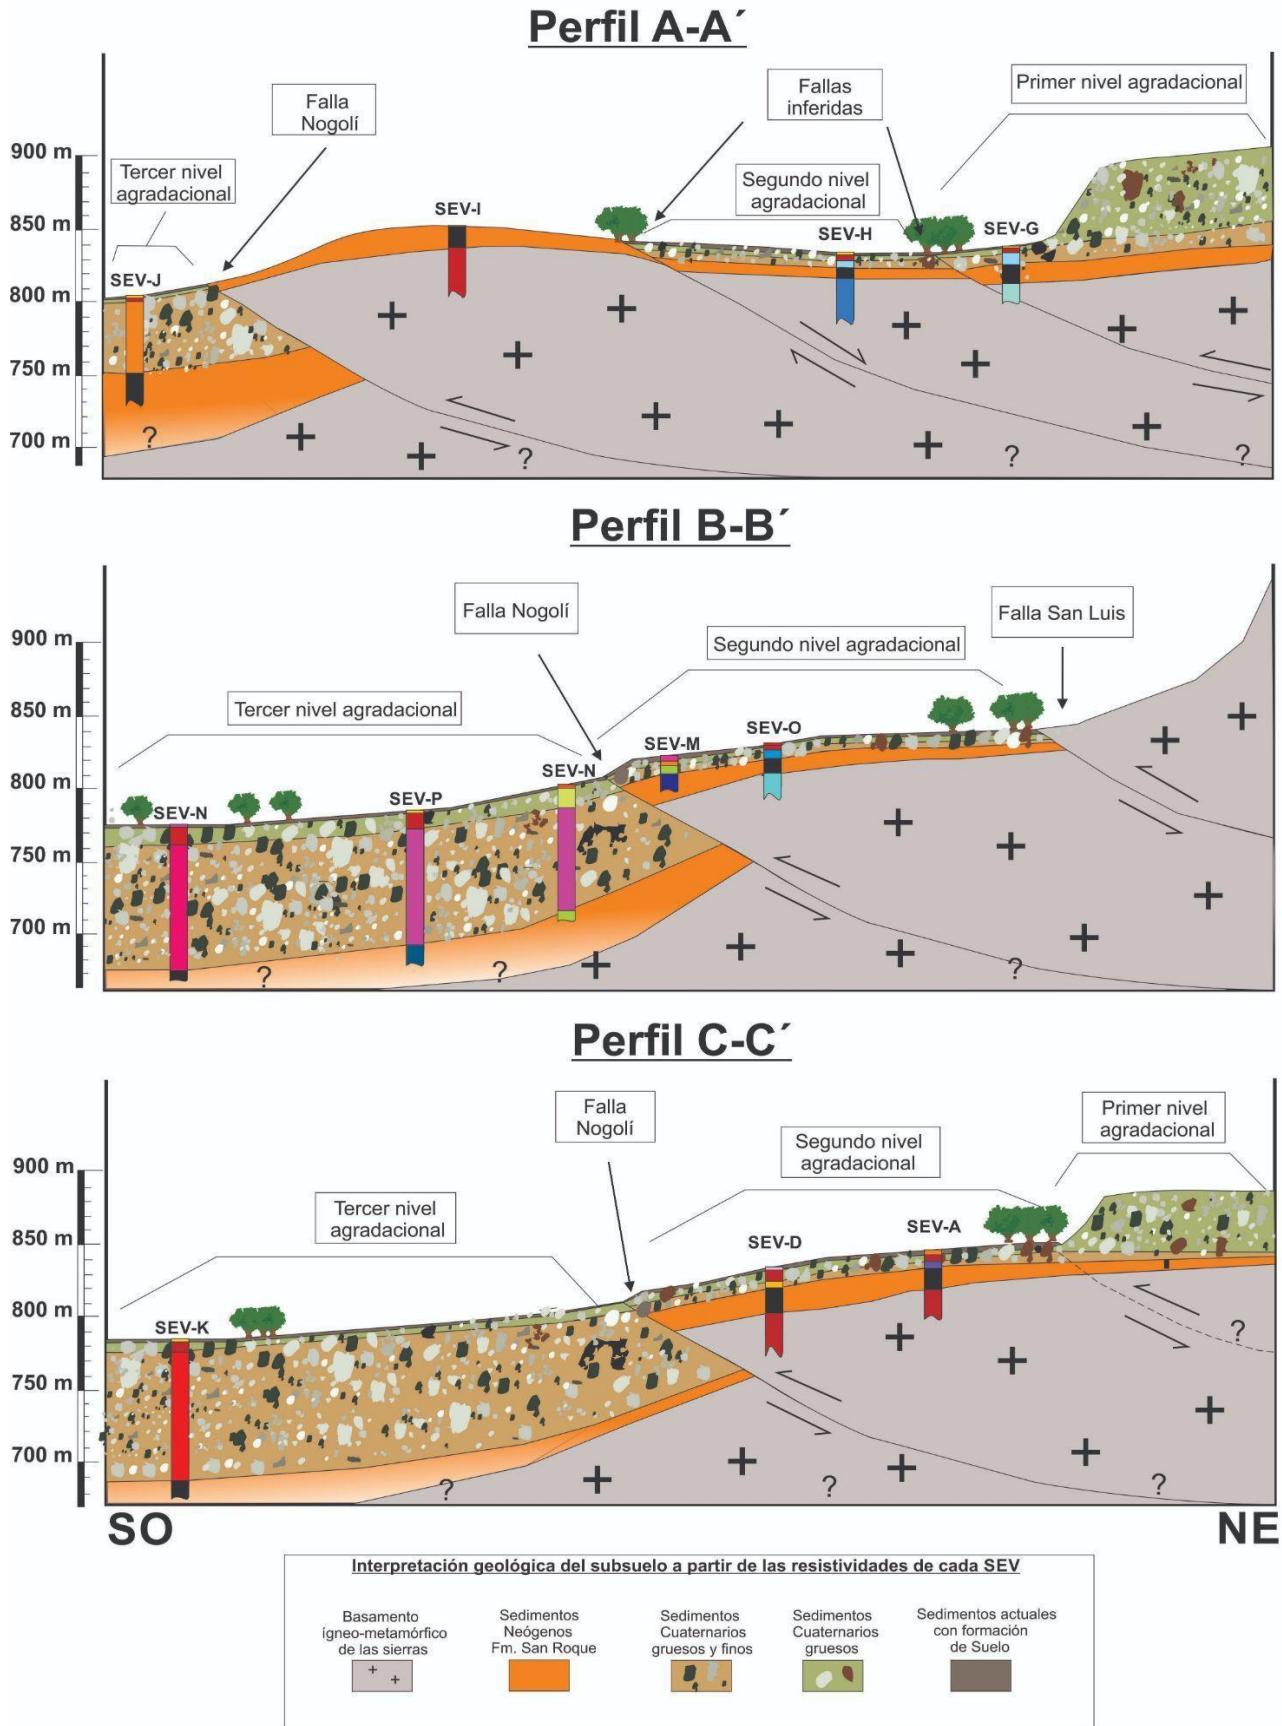 Perfil A-A´
Falla
Nogolí
Fallas
inferidas
Primer nivel agradacional
Tercer nivel
agradacional
Segundo nivel
agradacional
SEV-J
SEV-I
SEV-H
SEV-G
900 m
850 m
800 m
750 m
700 m
?
?
?
?
Perfil B-B´
Falla Nogolí
Segundo nivel agradacional
Falla San Luis
Tercer nivel agradacional
SEV-N
SEV-P
SEV-N
SEV-M
SEV-O
900 m
850 m
800 m
750 m
700 m
?
?
?
Perfil C-C´
Falla
Nogolí
Segundo nivel
agradacional
Primer nivel
agradacional
Tercer nivel
agradacional
SEV-K
SEV-D
SEV-A
900 m
850 m
800 m
750 m
700 m
?
?
?
?
SO
NE
Interpretación geológica del subsuelo a partir de las resistividades de cada SEV
Basamento
ígneo-metamórfico
de las sierras
Sedimentos
Neógenos
Fm. San Roque
Sedimentos
Cuaternarios
gruesos y finos
Sedimentos
Cuaternarios
gruesos
Sedimentos actuales
con formación
de Suelo